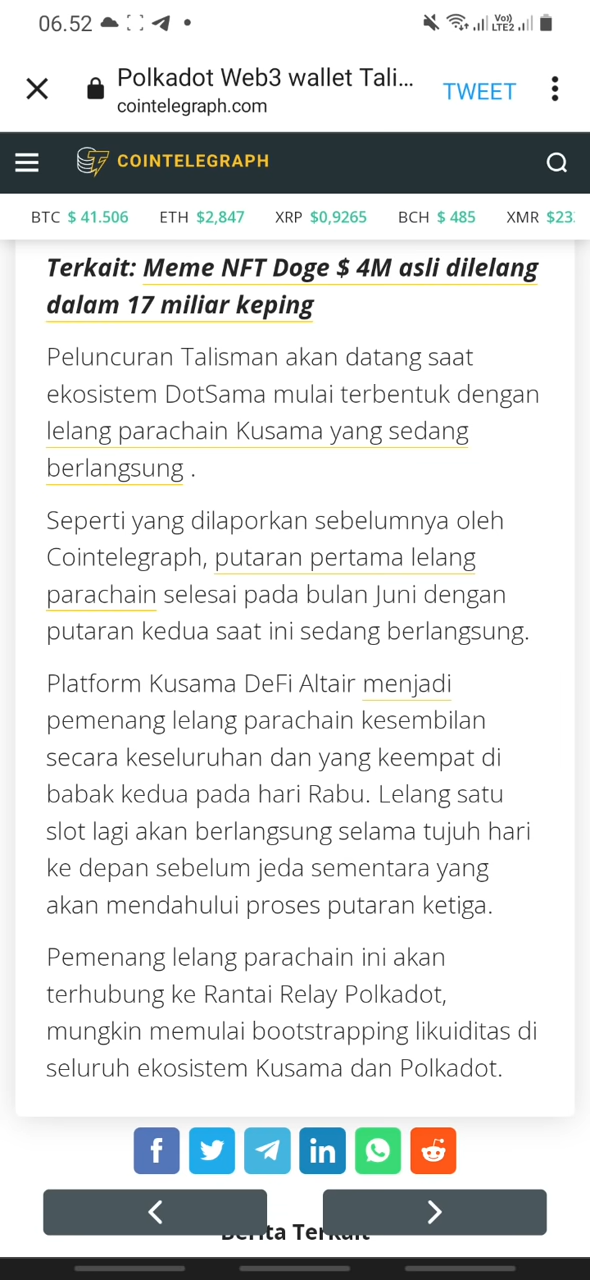 06.52
Vo))
LTE2
Polkadot Web3 wallet Tali...
TWEET
cointelegraph.com
COINTELEGRAPH
BTC $ 41.506 ETH $2,847 XRP $0,9265 BCH $ 485 XMR $23
Terkait: Meme NFT Doge $ 4M asli dilelang
dalam 17 miliar keping
Peluncuran Talisman akan datang saat
ekosistem DotSama mulai terbentuk dengan
lelang parachain Kusama yang sedang
berlangsung .
Seperti yang dilaporkan sebelumnya oleh
Cointelegraph, putaran pertama lelang
parachain selesai pada bulan Juni dengan
putaran kedua saat ini sedang berlangsung.
Platform Kusama DeFi Altair menjadi
pemenang lelang parachain kesembilan
secara keseluruhan dan yang keempat di
babak kedua pada hari Rabu. Lelang satu
slot lagi akan berlangsung selama tujuh hari
ke depan sebelum jeda sementara yang
akan mendahului proses putaran ketiga.
Pemenang lelang parachain ini akan
terhubung ke Rantai Relay Polkadot,
mungkin memulai bootstrapping likuiditas di
seluruh ekosistem Kusama dan Polkadot.
Berita Terkait